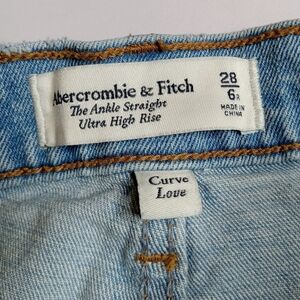 Abercrombie & Fitch
The Ankle Straight
Ultra High Rise
28
6R
MADE IN
CHINA
Curve
Love